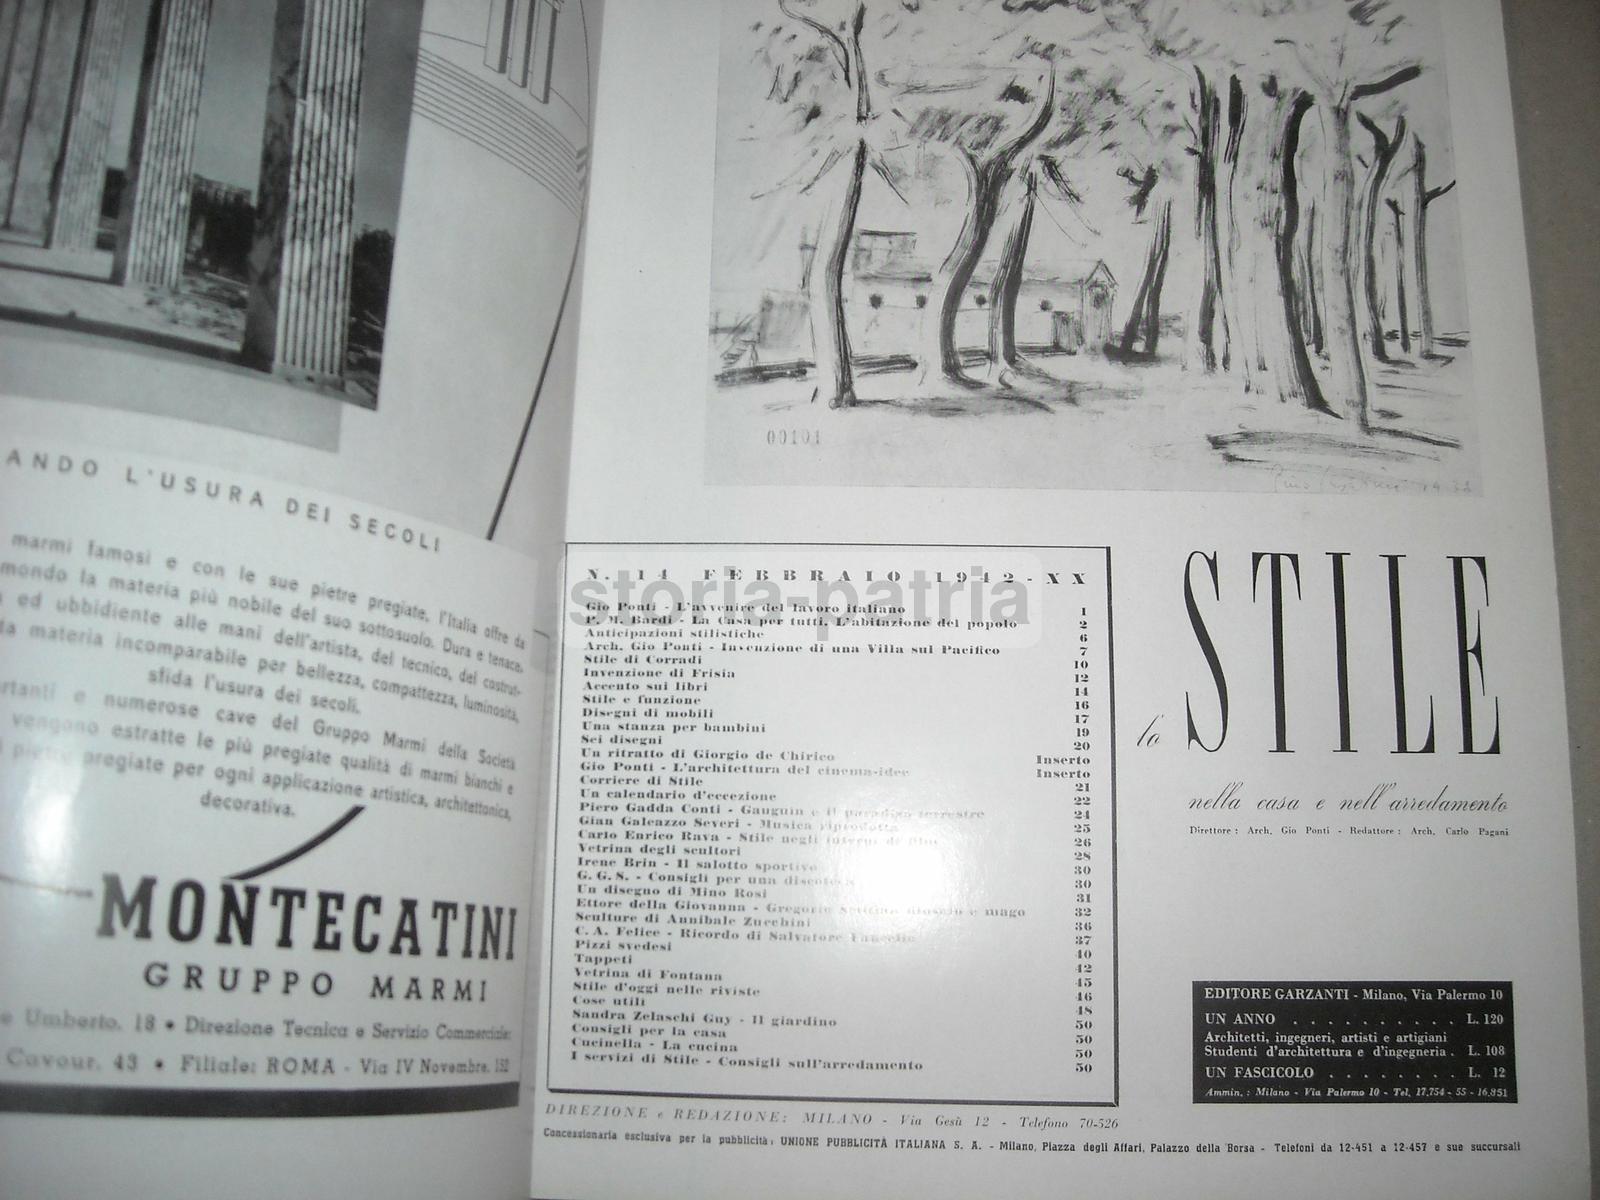 ANDO L'USURA DEI SECOLI
marmi famosi e con le sue pietre pregiate, l'Italia offre da
mondo la materia più nobile del suo sottosuolo. Dura e tenace,
ed ubbidiente alle mani dell'artista, del tecnico, del costrut-
materia incomparabile per bellezza, compattezza, luminosità,
sfida l'usura dei secoli.
rtanti e numerose cave del Gruppo Marmi della Società
vengono estratte le più pregiate qualità di marmi bianchi e
pietre pregiate per ogni applicazione artistica, architettonica,
decorativa.
MONTECATINI
GRUPPO MARMI
e Umberto. 18 • Direzione Tecnica e Servizio Commerciale:
Cavour. 43 • Filiale: ROMA - Via IV Novembre. 152
00101
N. 14 FEBBRAIO 1942-XX
storia-patria
Gio Ponti - L'avvenire del lavoro italiano 1
P. M. Bardi - La Casa per tutti. L'abitazione del popolo 2
Anticipazioni stilistiche 6
Arch. Gio Ponti - Invenzione di una Villa sul Pacifico 7
Stile di Corradi 10
Invenzione di Frisia 12
Accento sui libri 14
Stile e funzione 16
Disegni di mobili 17
Una stanza per bambini 19
Sei disegni 20
Un ritratto di Giorgio de Chirico Inserto
Gio Ponti - L'architettura del cinema-idee Inserto
Corriere di Stile 21
Un calendario d'eccezione 22
Piero Gadda Conti - Gauguin e il paradiso terrestre 24
Gian Galeazzo Severi - Musica riprodotta 25
Carlo Enrico Rava - Stile negli interni di 26
Vetrina degli scultori 28
Irene Brin - Il salotto sportivo 30
G. G. S. - Consigli per una 30
Un disegno di Mino Rosi 31
Ettore della Giovanna - Gregorio e mago 32
Sculture di Annibale Zucchini 36
C. A. Felice - Ricordo di Salvatore Fancello 37
Pizzi svedesi 40
Tappeti 42
Vetrina di Fontana 45
Stile d'oggi nelle riviste 46
Cose utili 48
Sandra Zelaschi Guy - Il giardino 50
Consigli per la casa 50
Cucinella - La cucina 50
I servizi di Stile - Consigli sull'arredamento 50
DIREZIONE e REDAZIONE: MILANO - Via Gesù 12 - Telefono 70-526
Concessionaria esclusiva per la pubblicità: UNIONE PUBBLICITÀ ITALIANA S. A. - Milano, Piazza degli Affari, Palazzo della Borsa - Telefoni da 12-451 a 12-457 e sue succursali
lo STILE
nella casa e nell'arredamento
Direttore: Arch. Gio Ponti - Redattore: Arch. Carlo Pagani
EDITORE GARZANTI - Milano, Via Palermo 10
UN ANNO . . . . . . . . . . L. 120
Architetti, ingegneri, artisti e artigiani
Studenti d'architettura e d'ingegneria . L. 108
UN FASCICOLO . . . . . . . . L. 12
Ammin.: Milano - Via Palermo 10 - Tel. 17.754 - 55 - 16.851